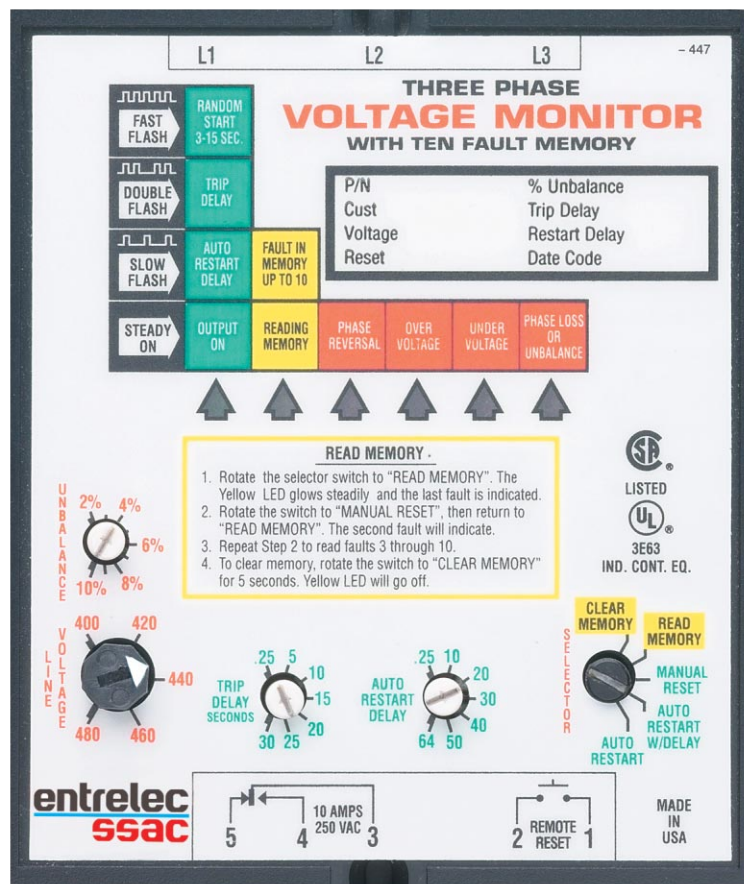 L1 L2 L3
– 447
THREE PHASE
VOLTAGE MONITOR
WITH TEN FAULT MEMORY
FAST
FLASH
RANDOM
START
3-15 SEC.
DOUBLE
FLASH
TRIP
DELAY
SLOW
FLASH
AUTO
RESTART
DELAY
FAULT IN
MEMORY
UP TO 10
STEADY
ON
OUTPUT
ON
READING
MEMORY
PHASE
REVERSAL
OVER
VOLTAGE
UNDER
VOLTAGE
PHASE LOSS
OR
UNBALANCE
P/N % Unbalance
Cust Trip Delay
Voltage Restart Delay
Reset Date Code
READ MEMORY
1. Rotate the selector switch to “READ MEMORY”. The
Yellow LED glows steadily and the last fault is indicated.
2. Rotate the switch to “MANUAL RESET”, then return to
“READ MEMORY”. The second fault will indicate.
3. Repeat Step 2 to read faults 3 through 10.
4. To clear memory, rotate the switch to “CLEAR MEMORY”
for 5 seconds. Yellow LED will go off.
SA
®
LISTED
UL
®
3E63
IND. CONT. EQ.
UNBALANCE
2% 4%
6%
10% 8%
LINE
VOLTAGE
400 420
440
480 460
TRIP
DELAY
SECONDS
.25 5
10
15
20
30 25
AUTO
RESTART
DELAY
.25 10
20
30
40
64 50
SELECTOR
CLEAR
MEMORY
READ
MEMORY
MANUAL
RESET
AUTO
RESTART
W/DELAY
AUTO
RESTART
entrelec
ssac
5 4 3
10 AMPS
250 VAC
2 1
REMOTE
RESET
MADE
IN
USA